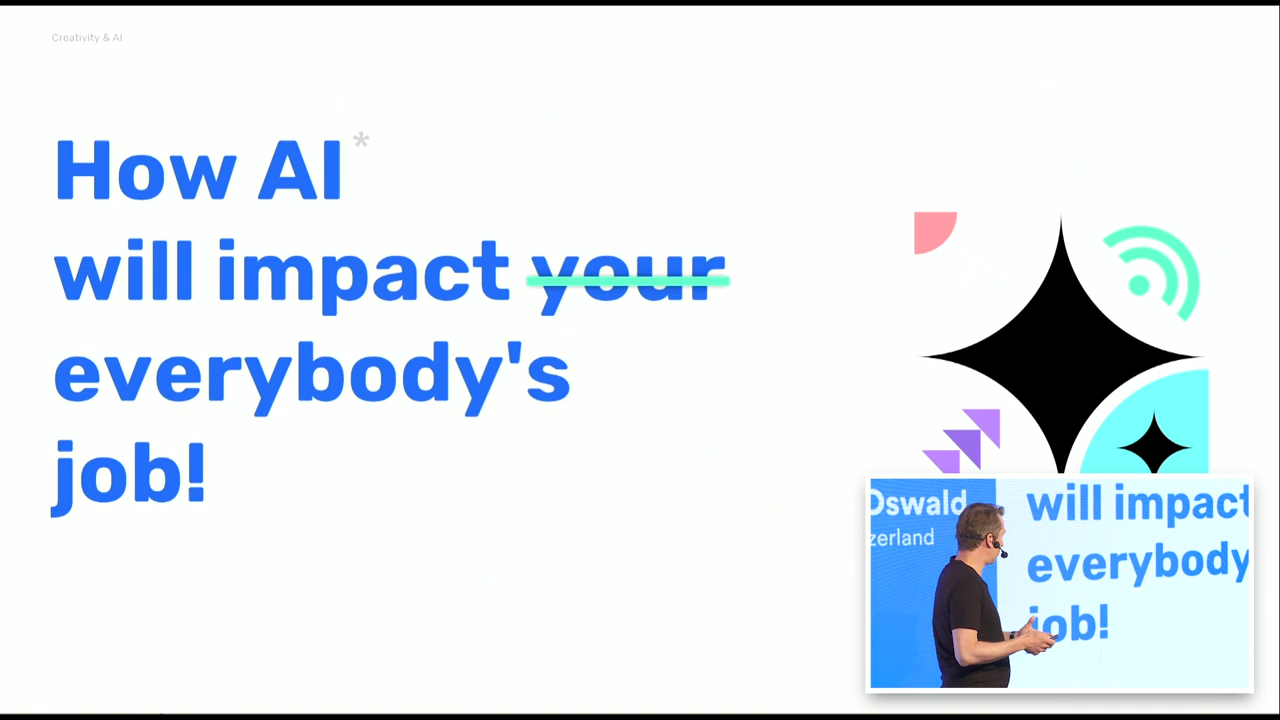 Creativity & AI
How AI*
will impact your
everybody's
job!
Oswald
zerland
will impact
everybody
job!